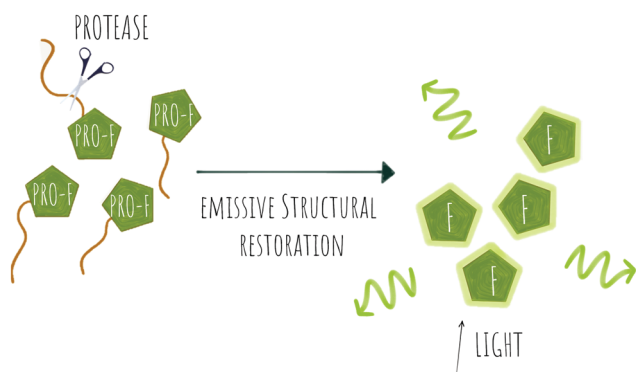 PROTEASE
PRO-F
PRO-F
PRO-F
PRO-F
EMISSIVE STRUCTURAL
RESTORATION
F
F
F
F
LIGHT